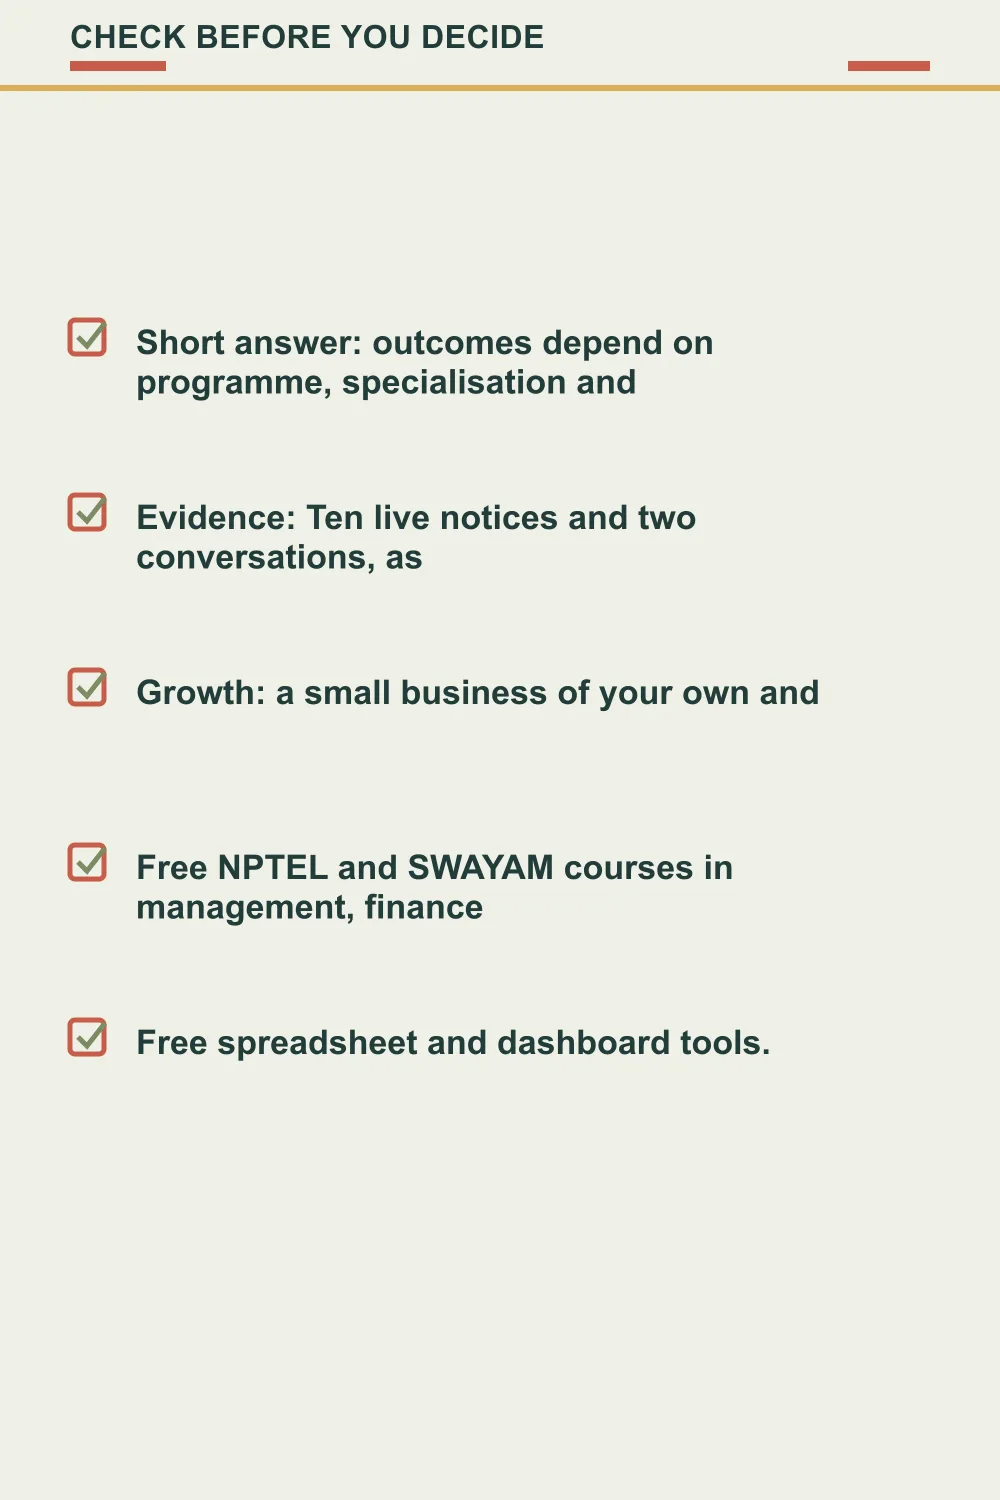 CHECK BEFORE YOU DECIDE
Short answer: outcomes depend on
programme, specialisation and
Evidence: Ten live notices and two
conversations, as
Growth: a small business of your own and
Free NPTEL and SWAYAM courses in
management, finance
Free spreadsheet and dashboard tools.